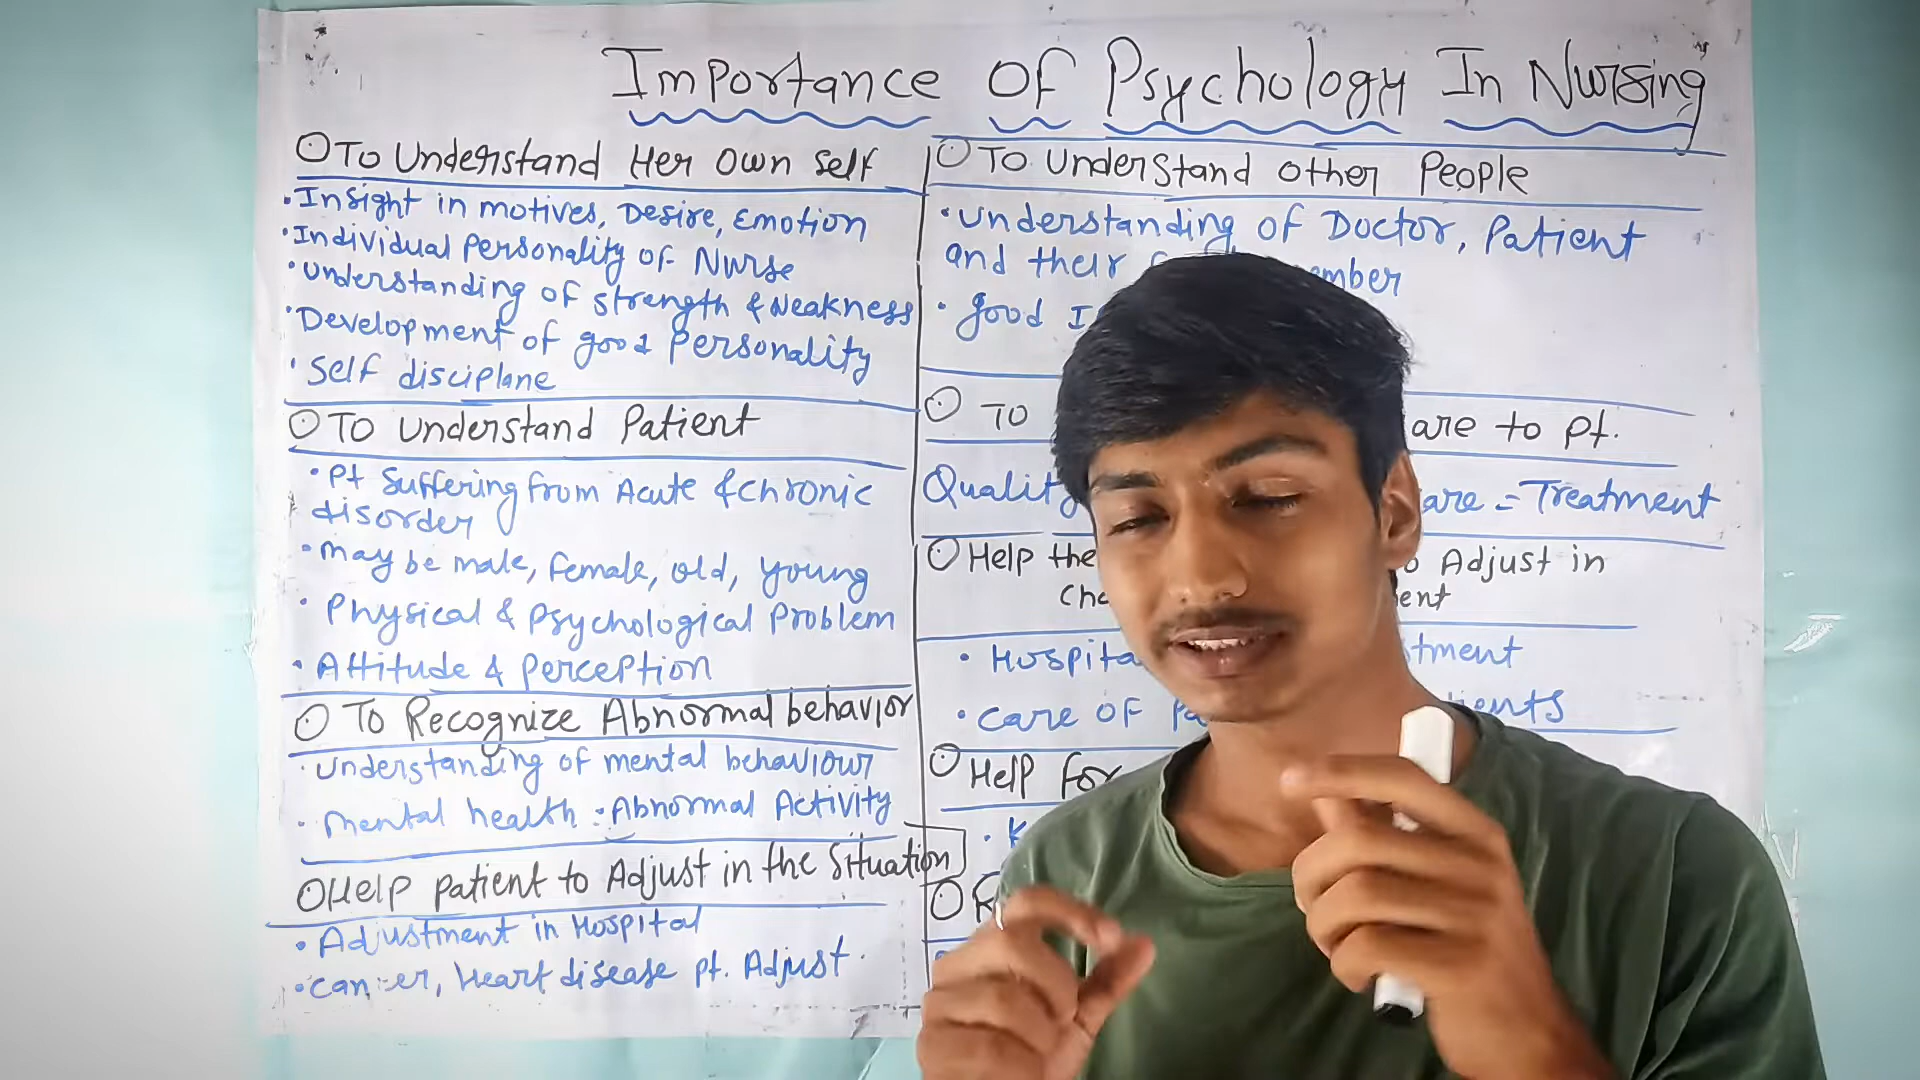 Importance Of Psychology In Nursing
To Understand Her Own Self
• Insight in motives, Desire, Emotion
• Individual Personality of Nurse
• Understanding of strength & Weakness
• Development of good Personality
• Self disciplane
To Understand Patient
• Pt Suffering from Acute & Chronic
disorder
• may be male, female, old, young
• Physical & Psychological Problem
• Attitude & Perception
To Recognize Abnormal behavior
• Understanding of mental behaviour
• Mental health : Abnormal Activity
Help Patient to Adjust in the Situation
• Adjustment in Hospital
• Cancer, Heart disease pt. Adjust.
To Understand Other People
• Understanding of Doctor, Patient
and their
• good
To are to Pt.
Quality are = Treatment
Help the Adjust in
• Hospita tment
• Care of
Help for